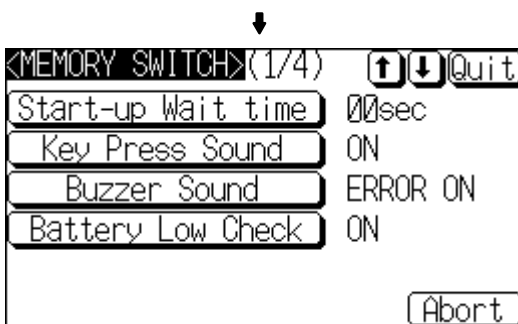 <MEMORY SWITCH>(1/4) ↑ ↓ Quit
Start-up Wait time 00sec
Key Press Sound ON
Buzzer Sound ERROR ON
Battery Low Check ON
Abort